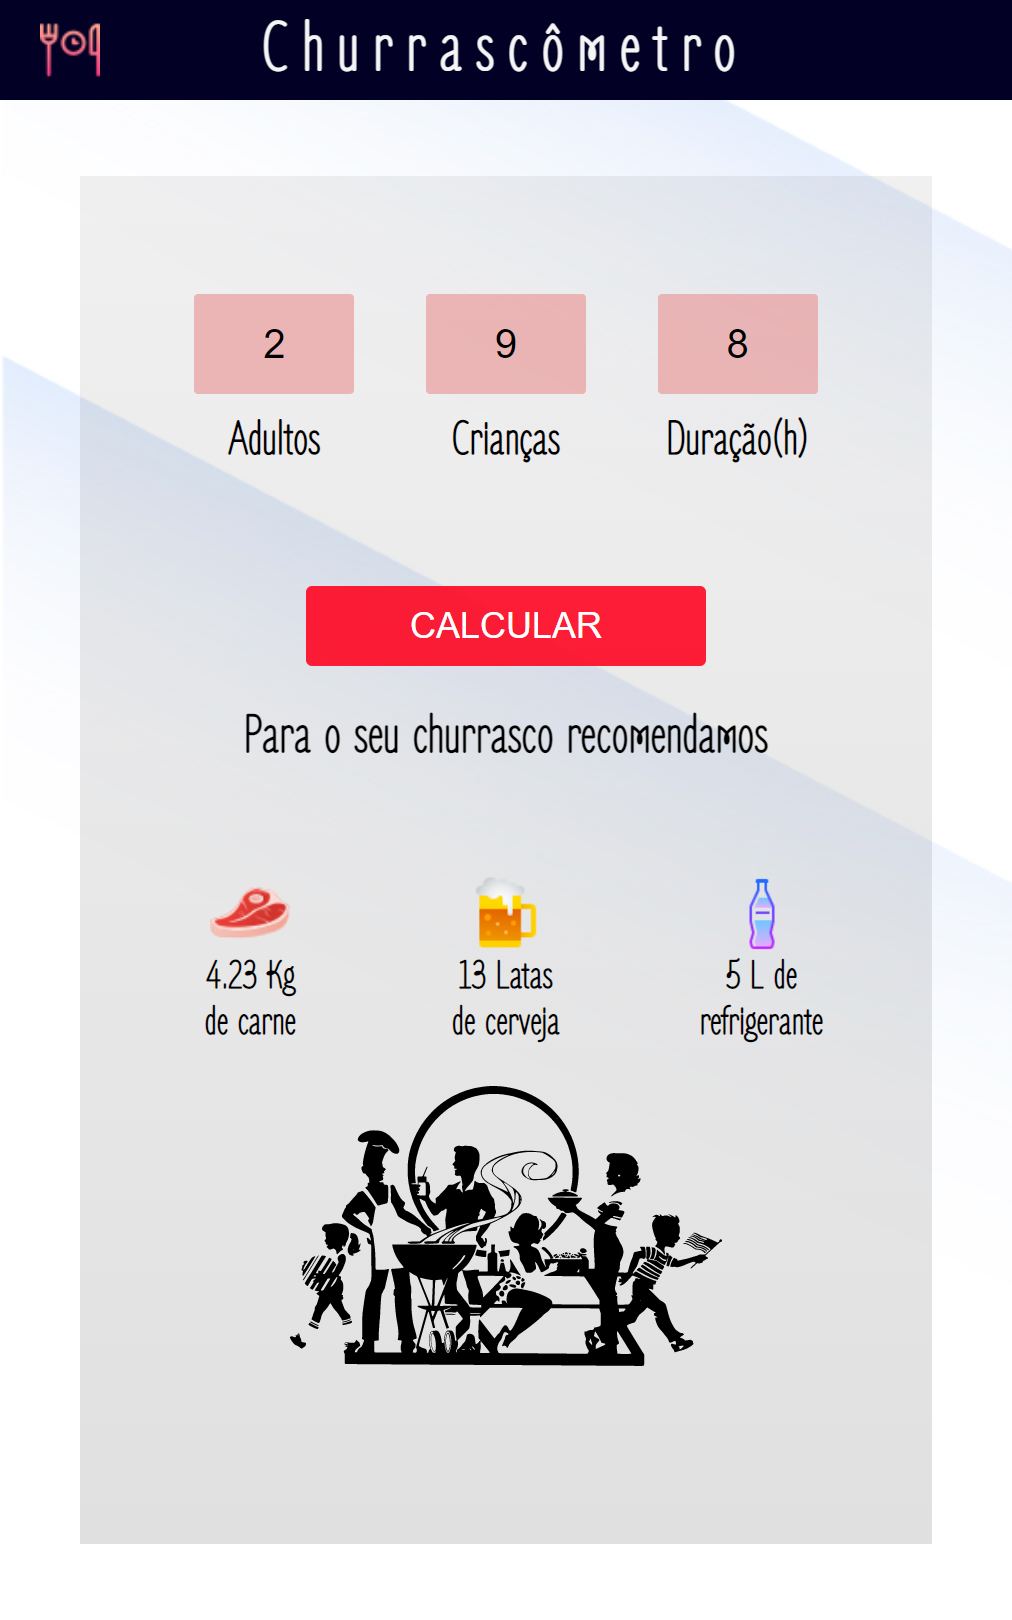 Churrascômetro
2 9 8
Adultos Crianças Duração(h)
CALCULAR
Para o seu churrasco recomendamos
4.23 Kg
de carne
13 Latas
de cerveja
5 L de
refrigerante